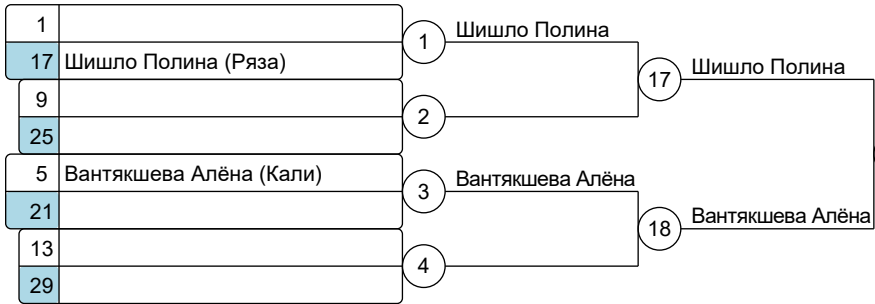 1
17 Шишло Полина (Ряза)
9
25
5 Вантякшева Алёна (Кали)
21
13
29
1 Шишло Полина
2
3 Вантякшева Алёна
4
17 Шишло Полина
18 Вантякшева Алёна